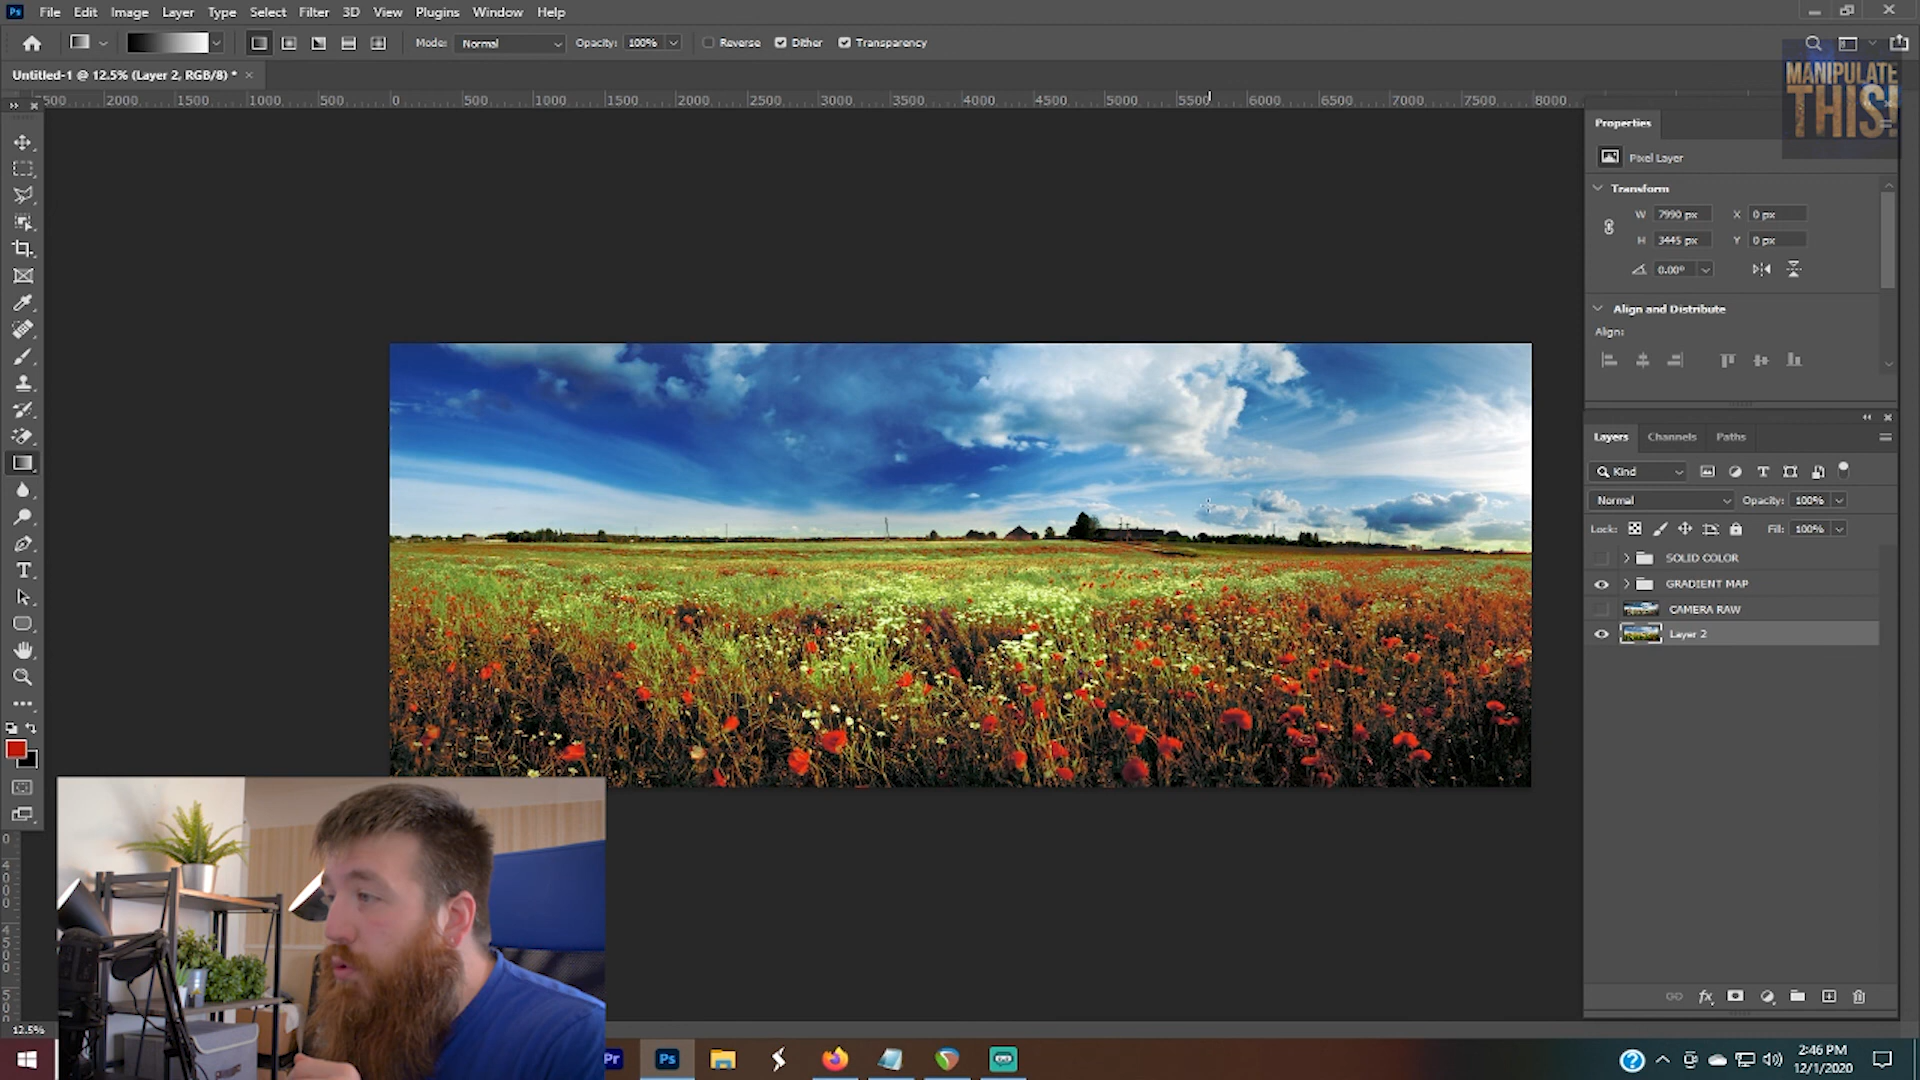 Ps File Edit Image Layer Type Select Filter 3D View Plugins Window Help
Mode: Normal Opacity: 100% Reverse Dither Transparency
Untitled-1 @ 12.5% (Layer 2, RGB/8) *
MANIPULATE
THIS!
2000 1500 1000 500 0 500 1000 1500 2000 2500 3000 3500 4000 4500 5000 5500 6000 6500 7000 7500 8000
Properties
Pixel Layer
Transform
W 7990 px X 0 px
H 3445 px Y 0 px
0.00°
Align and Distribute
Align:
Layers Channels Paths
Kind
Normal Opacity: 100%
Lock: Fill: 100%
SOLID COLOR
GRADIENT MAP
CAMERA RAW
Layer 2
fx
12.5%
Pr Ps
2:46 PM
12/1/2020